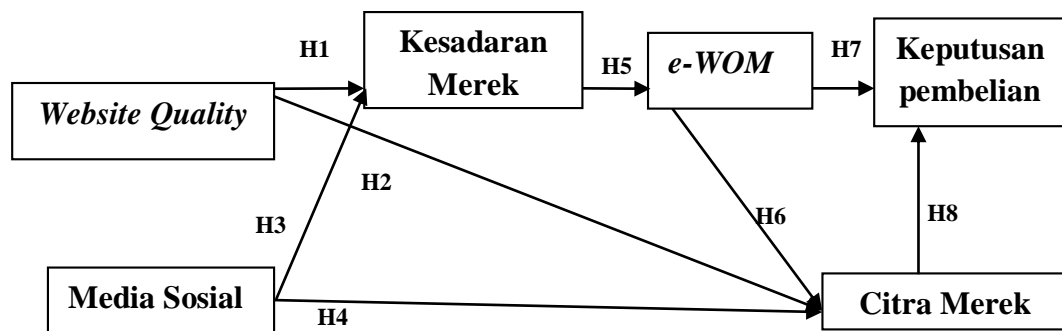 H1
Kesadaran
Merek
H5
e-WOM
H7
Keputusan
pembelian
Website Quality
H2
H3
H6
H8
Media Sosial
H4
Citra Merek